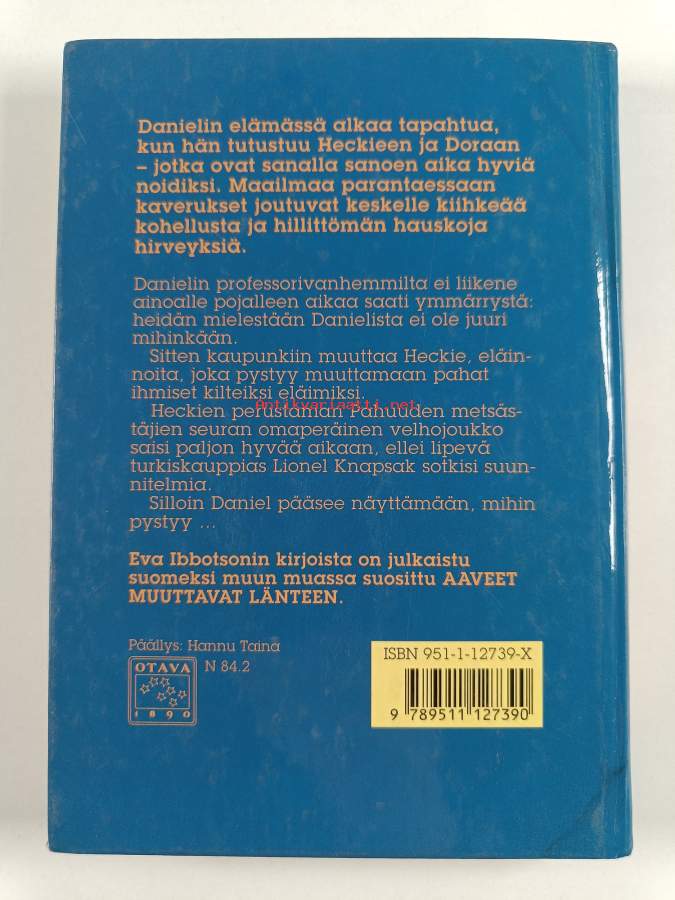 Danielin elämässä alkaa tapahtua,
kun hän tutustuu Heckieen ja Doraan
– jotka ovat sanalla sanoen aika hyviä
noidiksi. Maailmaa parantaessaan
kaverukset joutuvat keskelle kiihkeää
kohellusta ja hillittömän hauskoja
hirveyksiä.
Danielin professorivanhemmilta ei liikene
ainoalle pojalleen aikaa saati ymmärrystä:
heidän mielestään Danielista ei ole juuri
mihinkään.
Sitten kaupunkiin muuttaa Heckie, eläin-
noita, joka pystyy muuttamaan pahat
ihmiset kilteiksi eläimiksi.
Antikvariaatti.net
Heckien perustaman Pahuuden metsäs-
täjien seuran omaperäinen velhojoukko
saisi paljon hyvää aikaan, ellei lipevä
turkiskauppias Lionel Knapsak sotkisi suun-
nitelmia.
Silloin Daniel pääsee näyttämään, mihin
pystyy ...
Eva Ibbotsonin kirjoista on julkaistu
suomeksi muun muassa suosittu AAVEET
MUUTTAVAT LÄNTEEN.
Päällys: Hannu Taina
OTAVA
1890
N 84.2
ISBN 951-1-12739-X
9 789511 127390